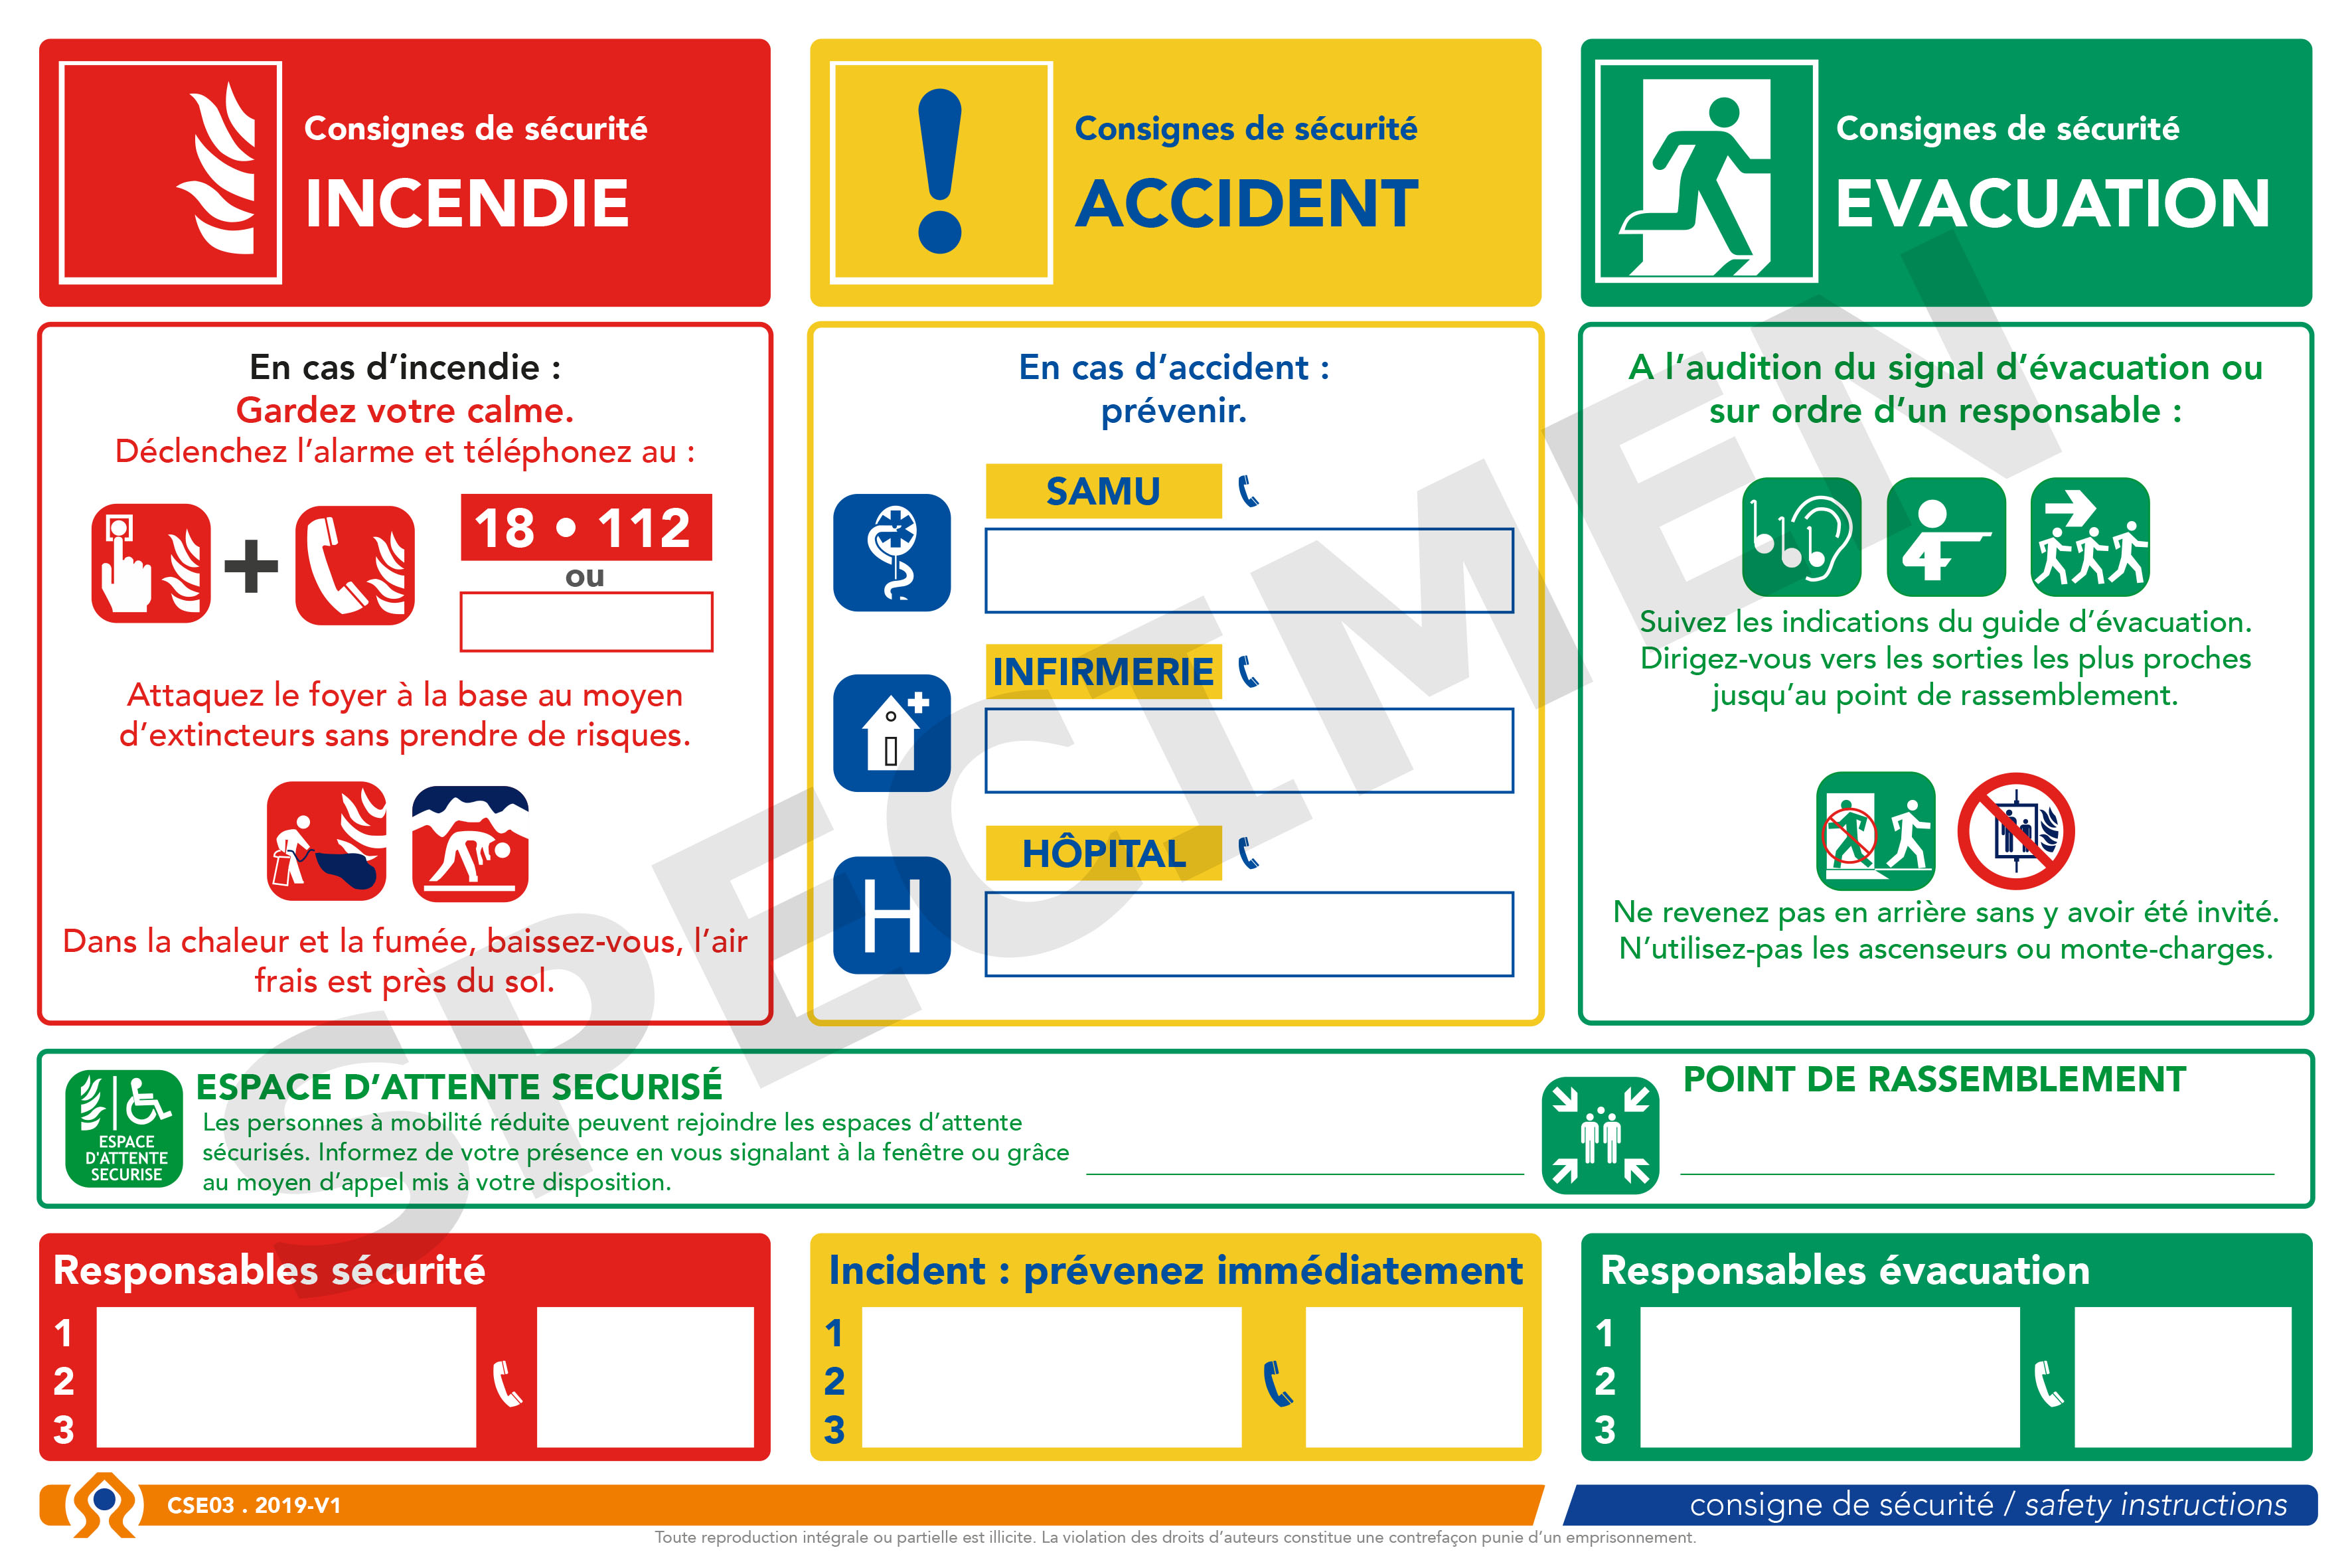 Consignes de sécurité
INCENDIE
En cas d’incendie :
Gardez votre calme.
Déclenchez l’alarme et téléphonez au :
18 • 112
ou
Attaquez le foyer à la base au moyen
d’extincteurs sans prendre de risques.
Dans la chaleur et la fumée, baissez-vous, l’air
frais est près du sol.
Consignes de sécurité
ACCIDENT
En cas d’accident :
prévenir.
SAMU
INFIRMERIE
HÔPITAL
H
Consignes de sécurité
EVACUATION
A l’audition du signal d’évacuation ou
sur ordre d’un responsable :
Suivez les indications du guide d’évacuation.
Dirigez-vous vers les sorties les plus proches
jusqu’au point de rassemblement.
Ne revenez pas en arrière sans y avoir été invité.
N’utilisez-pas les ascenseurs ou monte-charges.
SPECIMEN
ESPACE
D'ATTENTE
SECURISE
ESPACE D’ATTENTE SECURISÉ
Les personnes à mobilité réduite peuvent rejoindre les espaces d’attente
sécurisés. Informez de votre présence en vous signalant à la fenêtre ou grâce
au moyen d’appel mis à votre disposition.
POINT DE RASSEMBLEMENT
Responsables sécurité
1
2
3
Incident : prévenez immédiatement
1
2
3
Responsables évacuation
1
2
3
CSE03 . 2019-V1
consigne de sécurité / safety instructions
Toute reproduction intégrale ou partielle est illicite. La violation des droits d’auteurs constitue une contrefaçon punie d’un emprisonnement.